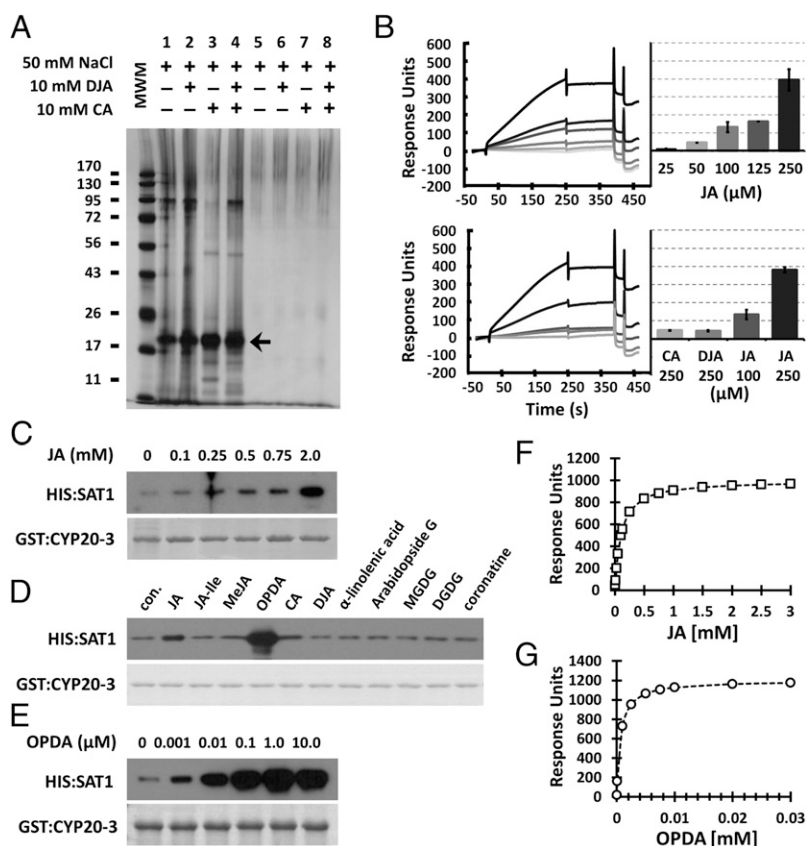 A
1 2 3 4 5 6 7 8
50 mM NaCl + + + + + + + +
10 mM DJA − + − + − + − +
10 mM CA − − + + − − + +
MWM
170
130
95
72
56
43
26
17
11
B
Response Units
600
500
400
300
200
100
0
-100
-200
-50 50 150 250 350 450
25 50 100 125 250
JA (μM)
Response Units
600
400
200
0
-200
-50 50 150 250 350 450
Time (s)
CA DJA JA JA
250 250 100 250
(μM)
C
JA (mM) 0 0.1 0.25 0.5 0.75 2.0
HIS:SAT1
GST:CYP20-3
D
con. JA JA-Ile MeJA OPDA CA DJA α-linolenic acid Arabidopside G MGDG DGDG coronatine
HIS:SAT1
GST:CYP20-3
E
OPDA (μM) 0 0.001 0.01 0.1 1.0 10.0
HIS:SAT1
GST:CYP20-3
F
Response Units
1200
1000
800
600
400
200
0
0 0.5 1 1.5 2 2.5 3
JA [mM]
G
Response Units
1400
1200
1000
800
600
400
200
0
0 0.01 0.02 0.03
OPDA [mM]